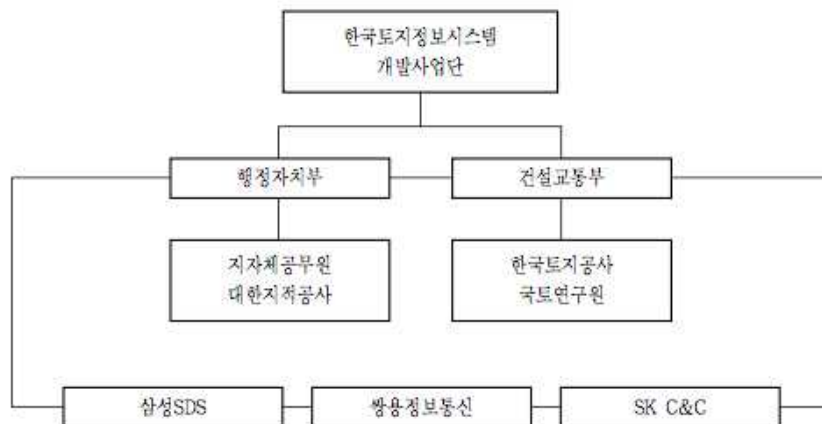 한국토지정보시스템
개발사업단
행정자치부
건설교통부
지자체공무원
대한지적공사
한국토지공사
국토연구원
삼성SDS
쌍용정보통신
SK C&C